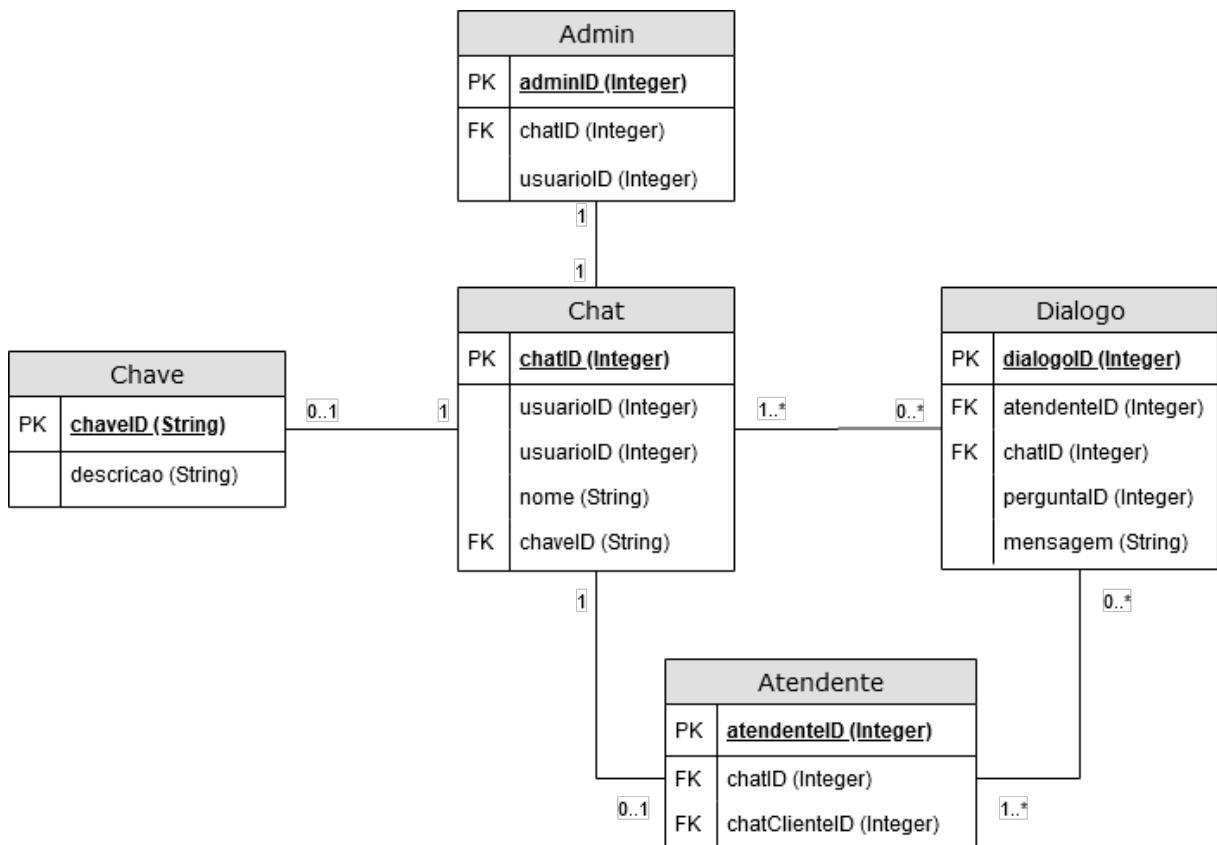 Admin
PK adminID (Integer)
FK chatID (Integer)
usuarioID (Integer)
1
1
Chat
PK chatID (Integer)
usuarioID (Integer)
usuarioID (Integer)
nome (String)
FK chaveID (String)
Dialogo
PK dialogoID (Integer)
FK atendenteID (Integer)
FK chatID (Integer)
perguntaID (Integer)
mensagem (String)
Chave
PK chaveID (String)
descricao (String)
0..1
1
1..*
0..*
1
0..*
Atendente
PK atendenteID (Integer)
FK chatID (Integer)
FK chatClienteID (Integer)
0..1
1..*